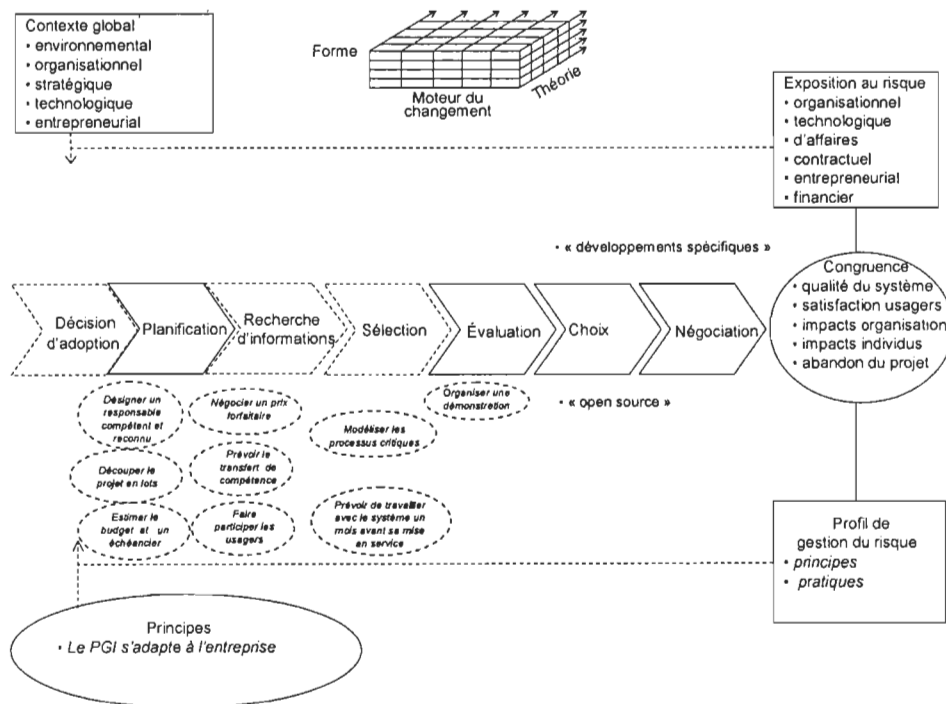 Contexte global
▪ environnemental
▪ organisationnel
▪ stratégique
▪ technologique
▪ entrepreneurial
Forme
Moteur du
changement
Théorie
Exposition au risque
▪ organisationnel
▪ technologique
▪ d'affaires
▪ contractuel
▪ entrepreneurial
▪ financier
• « développements spécifiques »
Décision
d'adoption
Planification
Recherche
d'informations
Sélection
Évaluation
Choix
Négociation
Congruence
• qualité du système
• satisfaction usagers
• impacts organisation
• impacts individus
• abandon du projet
• « open source »
Désigner un
responsable
compétent et
reconnu
Négocier un prix
forfaitaire
Organiser une
démonstretion
Modéliser les
processus critiques
Découper le
projet en lots
Prévoir le
transfert de
compétence
Estimer le
budget et un
échéancier
Faire
participer les
usagers
Prévoir de travailler
avec le système un
mois avant sa mise
en service
Profil de
gestion du risque
• principes
• pratiques
Principes
• Le PGI s'adapte à l'entreprise